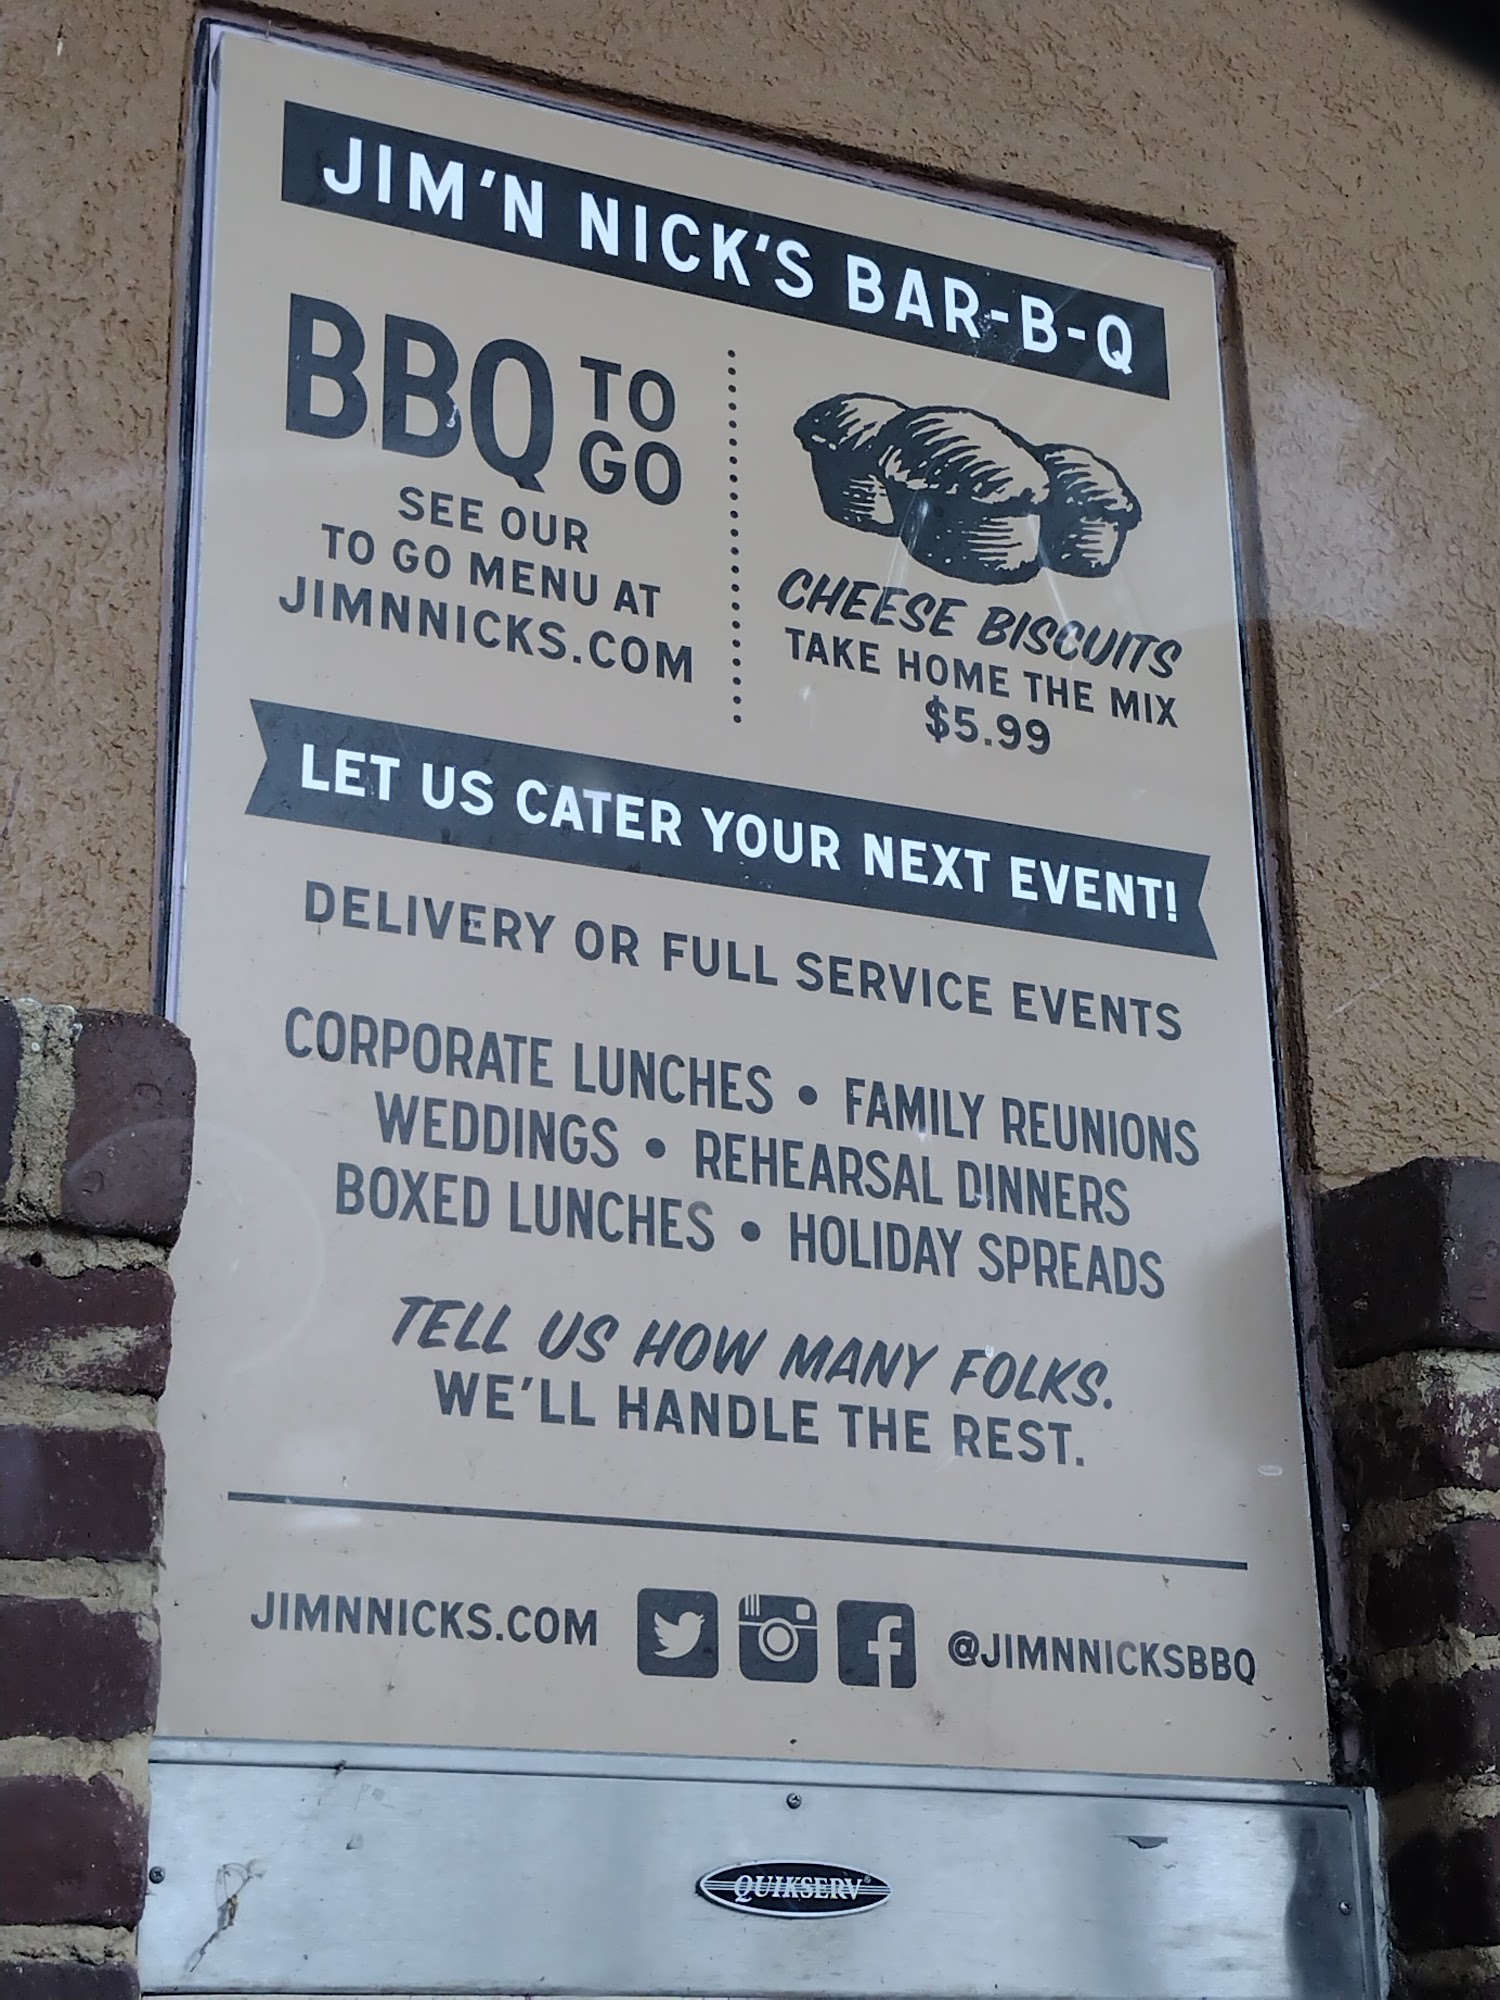 JIM'N NICK'S BAR-B-Q
BBQ TO GO
SEE OUR
TO GO MENU AT
JIMNNICKS.COM
CHEESE BISCUITS
TAKE HOME THE MIX
$5.99
LET US CATER YOUR NEXT EVENT!
DELIVERY OR FULL SERVICE EVENTS
CORPORATE LUNCHES • FAMILY REUNIONS
WEDDINGS • REHEARSAL DINNERS
BOXED LUNCHES • HOLIDAY SPREADS
TELL US HOW MANY FOLKS.
WE'LL HANDLE THE REST.
JIMNNICKS.COM @JIMNNICKSBBQ
QUIKSERV®